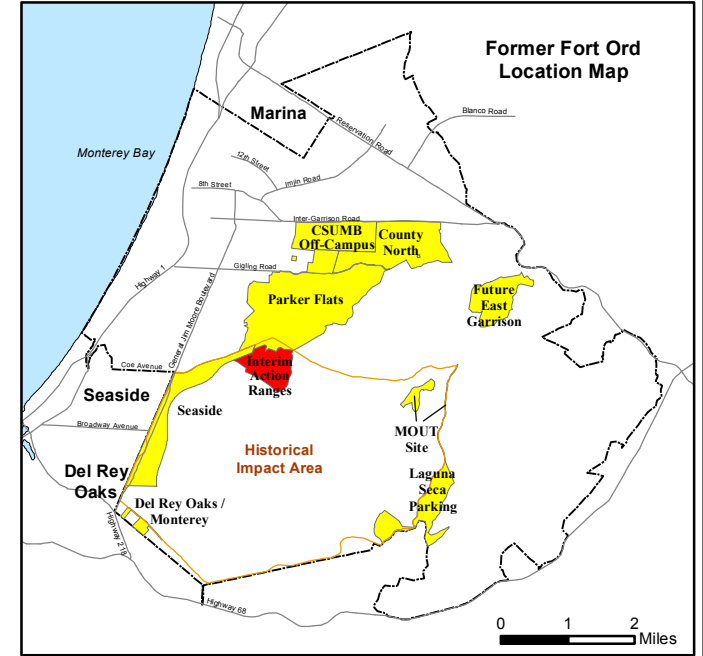 Former Fort Ord
Location Map
Marina
Blanco Road
Reservation Road
Monterey Bay
12th Street
Imjin Road
8th Street
Inter-Garrison Road
CSUMB
Off-Campus
County
North
Gigling Road
Highway 1
General Jim Moore Boulevard
Parker Flats
Future
East
Garrison
Coe Avenue
Interim
Action
Ranges
Seaside
Seaside
Broadway Avenue
MOUT
Site
Historical
Impact Area
Del Rey
Oaks
Laguna
Seca
Parking
Del Rey Oaks /
Monterey
Highway 218
Highway 68
0 1 2
Miles